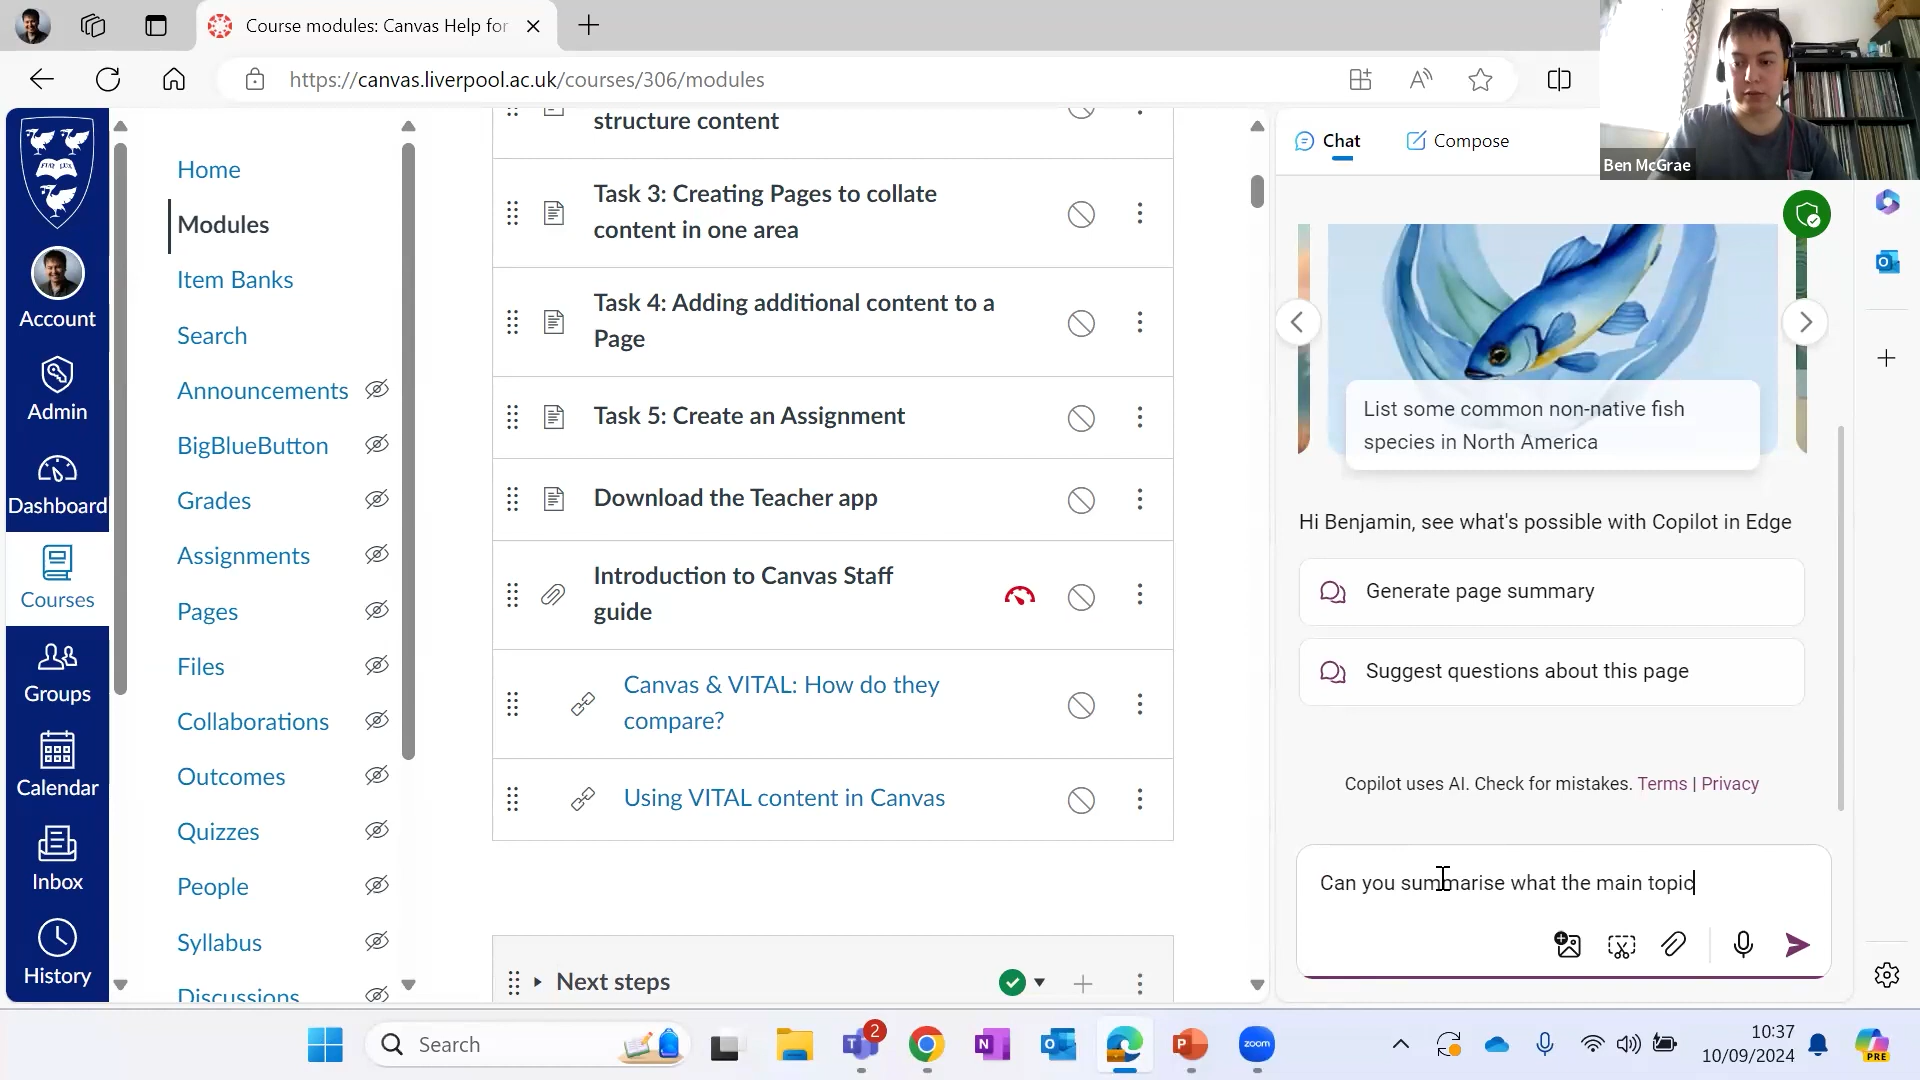 Course modules: Canvas Help for
https://canvas.liverpool.ac.uk/courses/306/modules
Ben McGrae
FIAT LUX
Account
Admin
Dashboard
Courses
Groups
Calendar
Inbox
History
Home
Modules
Item Banks
Search
Announcements
BigBlueButton
Grades
Assignments
Pages
Files
Collaborations
Outcomes
Quizzes
People
Syllabus
Discussions
structure content
Task 3: Creating Pages to collate
content in one area
Task 4: Adding additional content to a
Page
Task 5: Create an Assignment
Download the Teacher app
Introduction to Canvas Staff
guide
Canvas & VITAL: How do they
compare?
Using VITAL content in Canvas
Next steps
Chat
Compose
List some common non-native fish
species in North America
Hi Benjamin, see what's possible with Copilot in Edge
Generate page summary
Suggest questions about this page
Copilot uses AI. Check for mistakes. Terms | Privacy
Can you summarise what the main topic
Search
2
zoom
10:37
10/09/2024
PRE